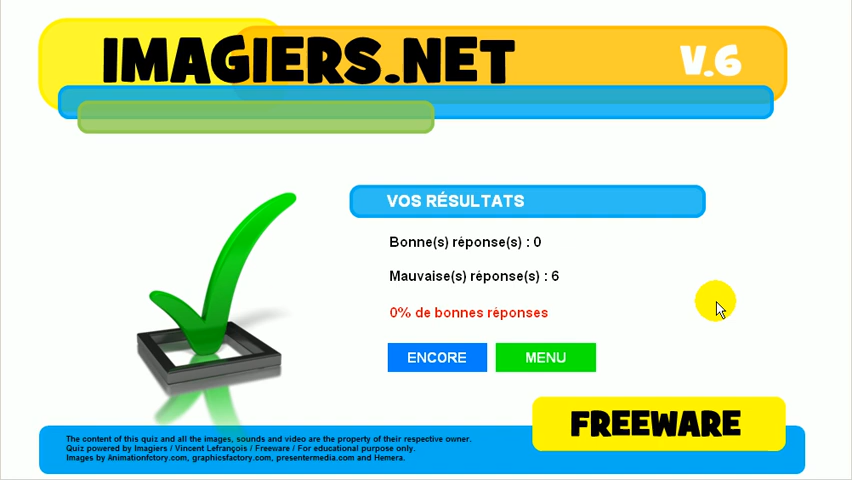 IMAGIERS.NET
V.6
VOS RÉSULTATS
Bonne(s) réponse(s) : 0
Mauvaise(s) réponse(s) : 6
0% de bonnes réponses
ENCORE
MENU
FREEWARE
The content of this quiz and all the images, sounds and video are the property of their respective owner.
Quiz powered by Imagiers / Vincent Lefrançois / Freeware / For educational purpose only.
Images by Animationfctory.com, graphicsfactory.com, presentermedia.com and Hemera.